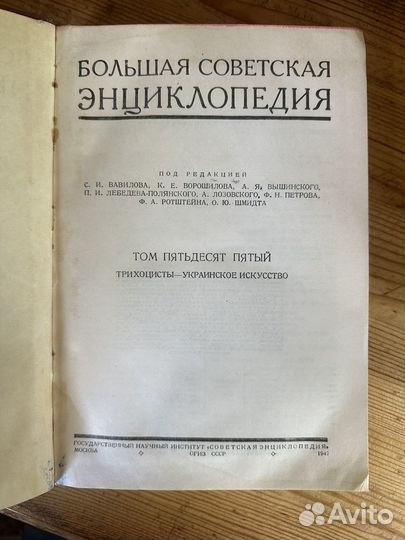 БОЛЬШАЯ СОВЕТСКАЯ
ЭНЦИКЛОПЕДИЯ
ПОД РЕДАКЦИЕЙ
С. И. ВАВИЛОВА, К. Е. ВОРОШИЛОВА, А. Я. ВЫШИНСКОГО,
П. И. ЛЕБЕДЕВА-ПОЛЯНСКОГО, А. ЛОЗОВСКОГО, Ф. Н. ПЕТРОВА,
Ф. А. РОТШТЕЙНА, О. Ю. ШМИДТА
ТОМ ПЯТЬДЕСЯТ ПЯТЫЙ
ТРИХОЦИСТЫ—УКРАИНСКОЕ ИСКУССТВО
ГОСУДАРСТВЕННЫЙ НАУЧНЫЙ ИНСТИТУТ «СОВЕТСКАЯ ЭНЦИКЛОПЕДИЯ»
МОСКВА ОГИЗ СССР 1947
Avito